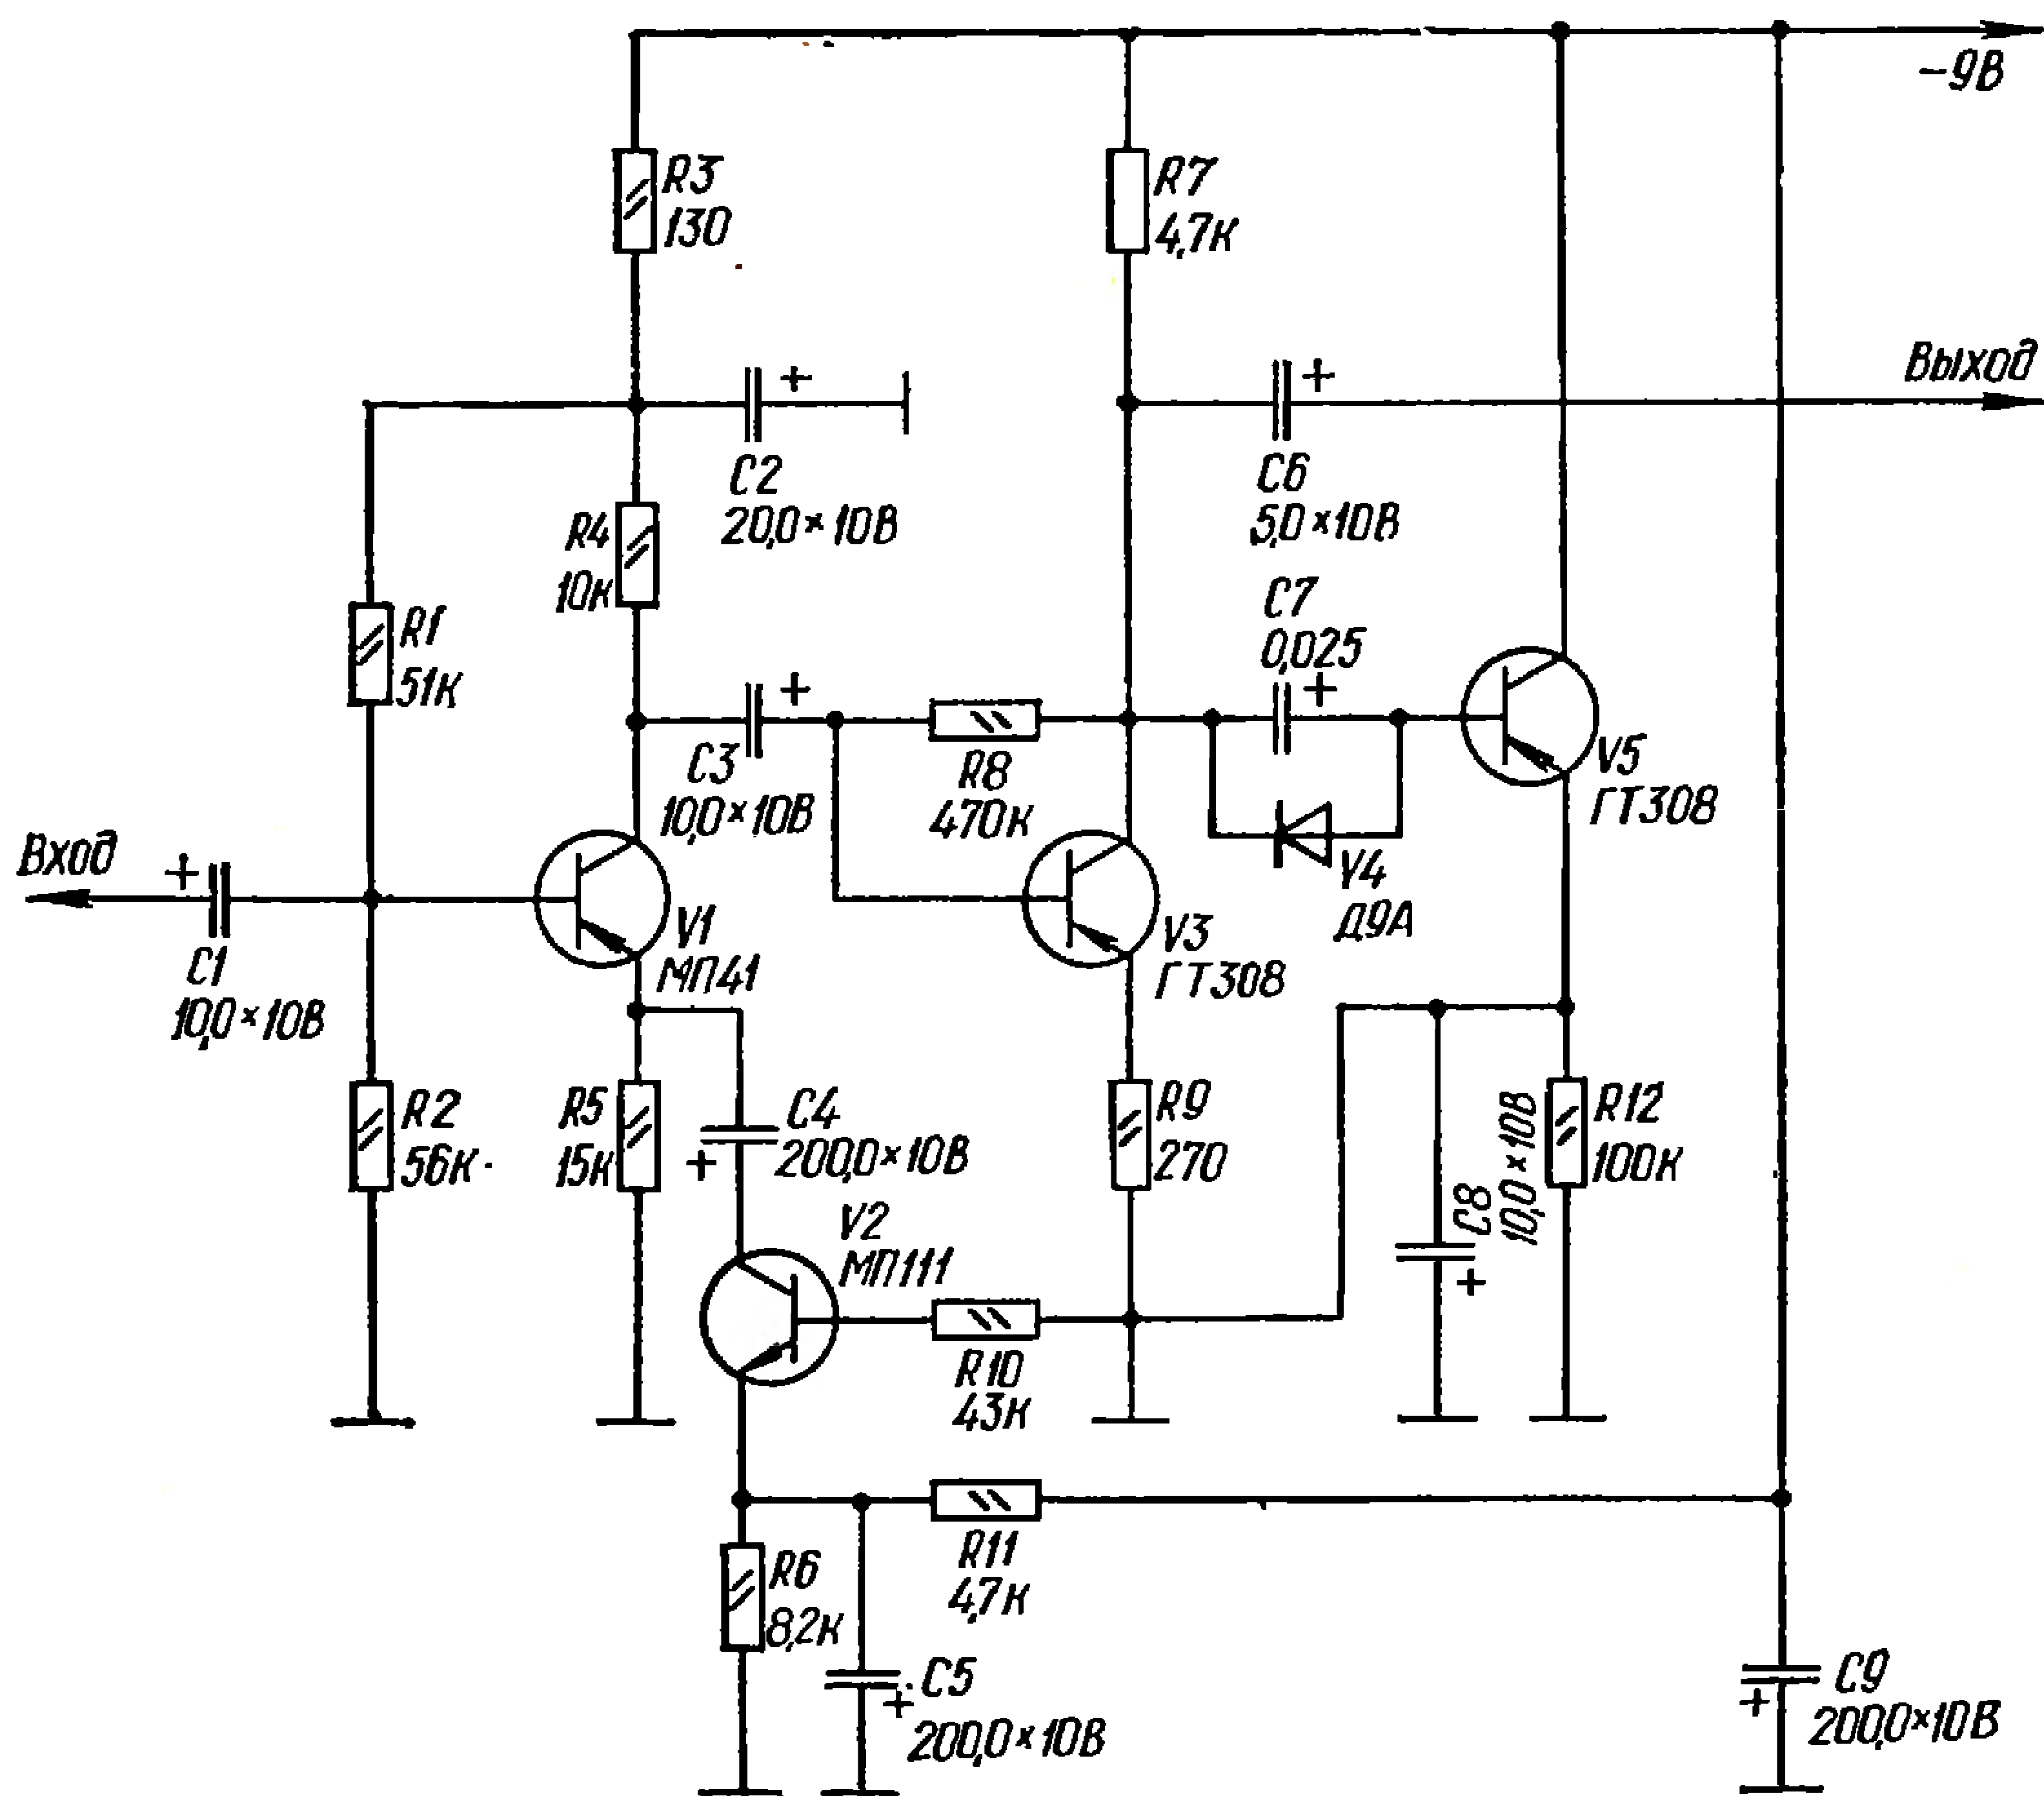 -9В
R3
130
R7
4,7к
Выход
C2
20,0×10В
C6
5,0×10В
R4
10к
C7
0,025
R1
51к
C3
10,0×10В
R8
470к
V5
ГТ308
Вход
V4
Д9А
V1
МП41
V3
ГТ308
C1
10,0×10В
R2
56к
R5
15к
C4
200,0×10В
R9
270
C8
10,0×10В
R12
100к
V2
МП111
R10
43к
R11
4,7к
R6
8,2к
C5
200,0×10В
C9
200,0×10В